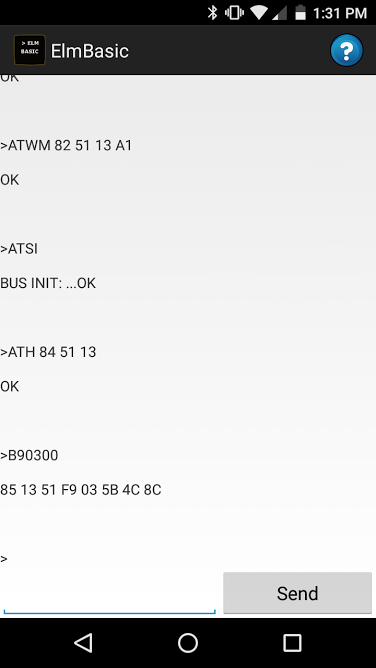 1:31 PM
> ELM
BASIC
ElmBasic
?
OK
>ATWM 82 51 13 A1
OK
>ATSI
BUS INIT: ...OK
>ATH 84 51 13
OK
>B90300
85 13 51 F9 03 5B 4C 8C
>
Send